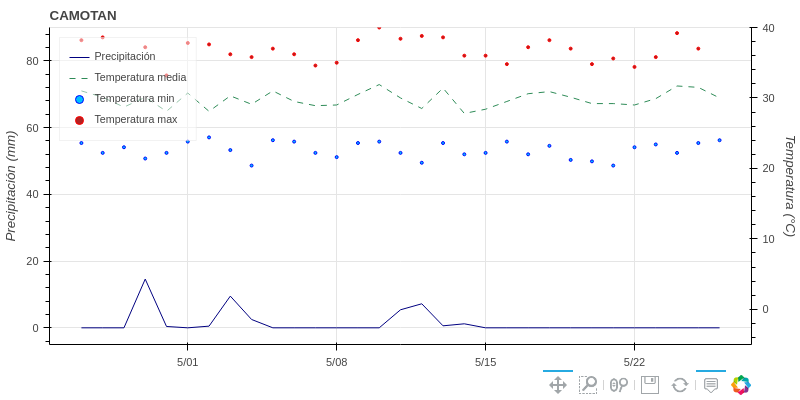 CAMOTAN
Precipitación
Temperatura media
Temperatura min
Temperatura max
Precipitación (mm)
80
60
40
20
0
Temperatura (°C)
40
30
20
10
0
5/01
5/08
5/15
5/22